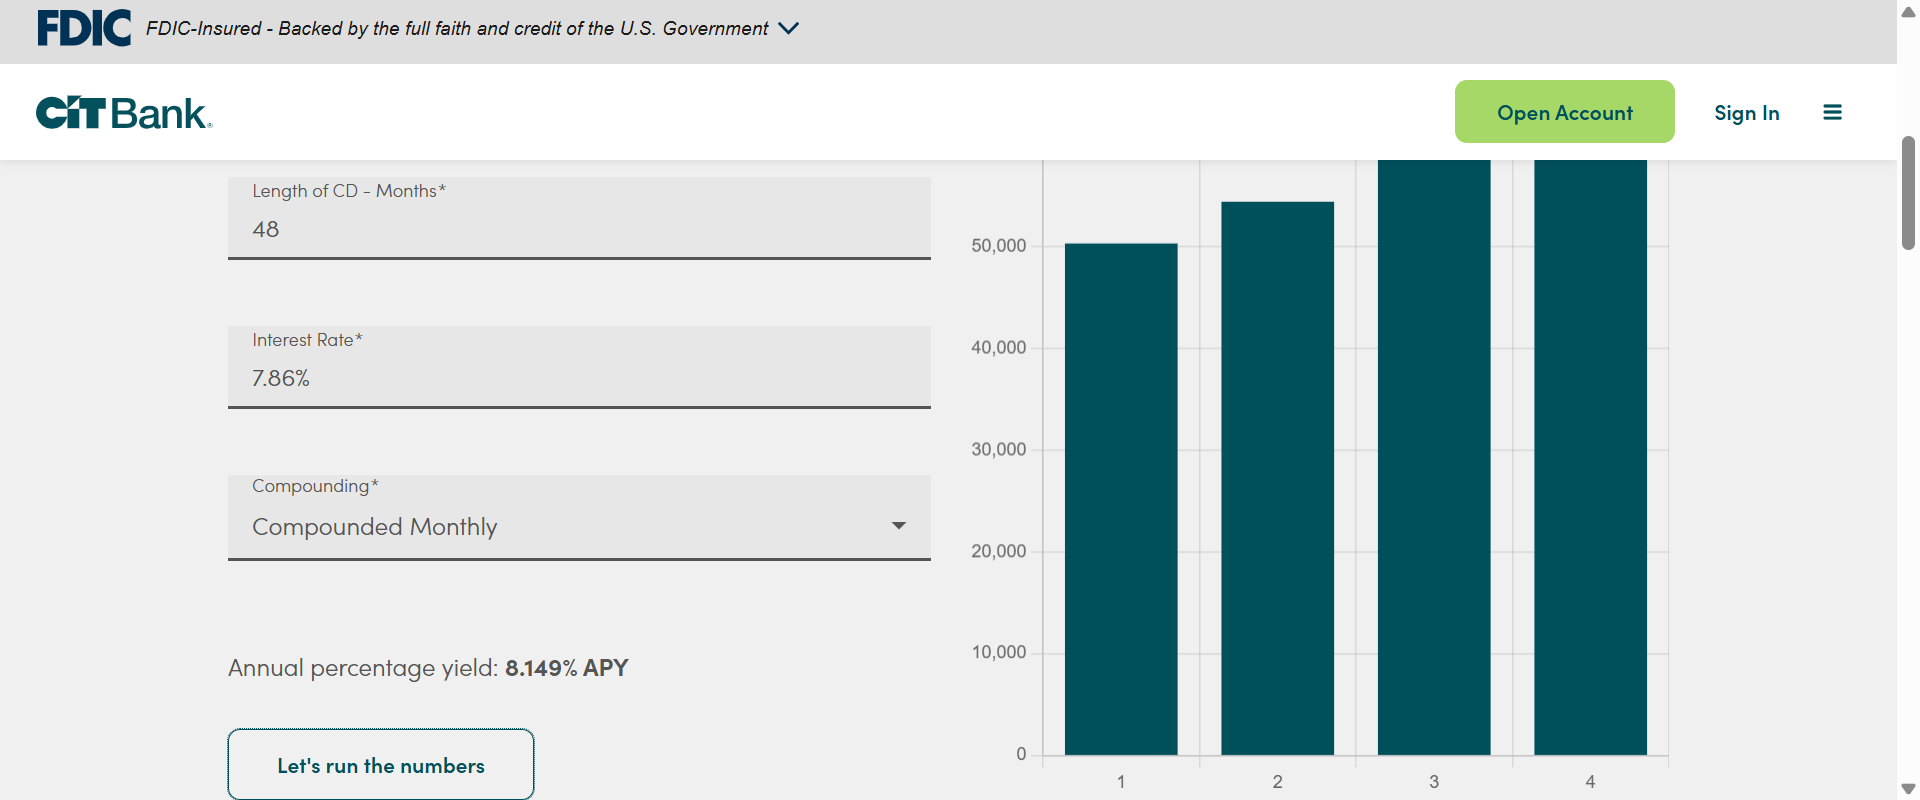 FDIC FDIC-Insured - Backed by the full faith and credit of the U.S. Government
CIT Bank®
Open Account
Sign In
Length of CD - Months*
48
Interest Rate*
7.86%
Compounding*
Compounded Monthly
Annual percentage yield: 8.149% APY
Let's run the numbers
50,000
40,000
30,000
20,000
10,000
0
1 2 3 4